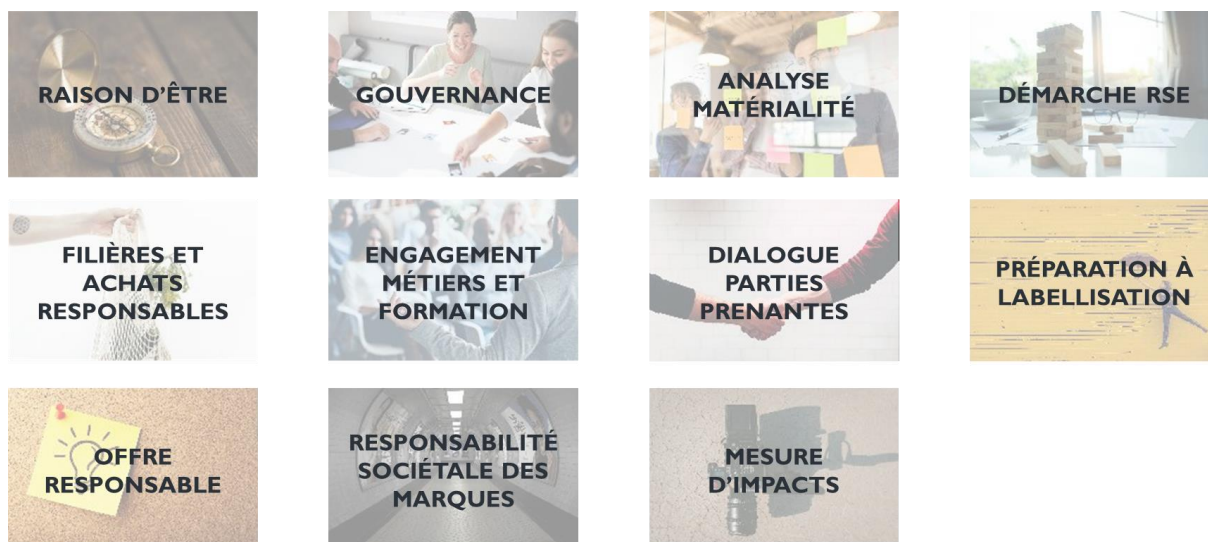 RAISON D'ÊTRE
GOUVERNANCE
ANALYSE
MATÉRIALITÉ
DÉMARCHE RSE
FILIÈRES ET
ACHATS
RESPONSABLES
ENGAGEMENT
MÉTIERS ET
FORMATION
DIALOGUE
PARTIES
PRENANTES
PRÉPARATION À
LABELLISATION
OFFRE
RESPONSABLE
RESPONSABILITÉ
SOCIÉTALE DES
MARQUES
MESURE
D'IMPACTS